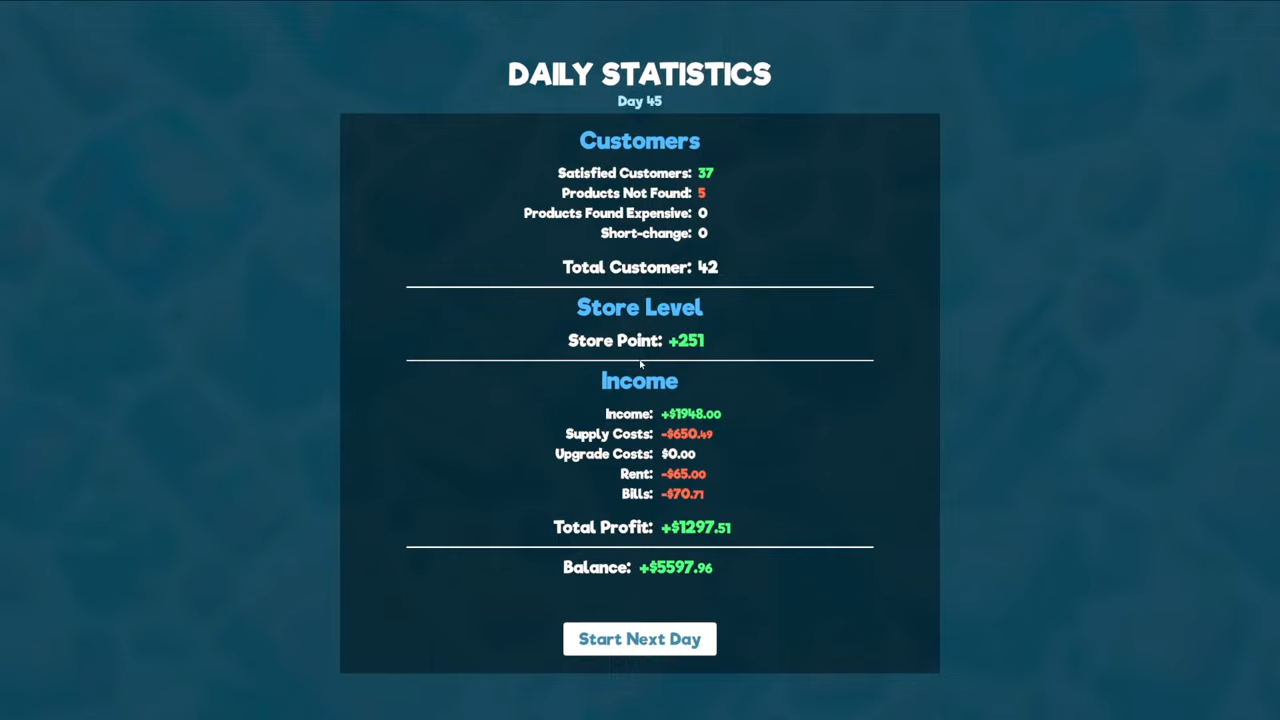 DAILY STATISTICS
Day 45
Customers
Satisfied Customers: 37
Products Not Found: 5
Products Found Expensive: 0
Short-change: 0
Total Customer: 42
Store Level
Store Point: +251
Income
Income: +$1948.00
Supply Costs: -$650.49
Upgrade Costs: $0.00
Rent: -$65.00
Bills: -$70.71
Total Profit: +$1297.51
Balance: +$5597.96
Start Next Day